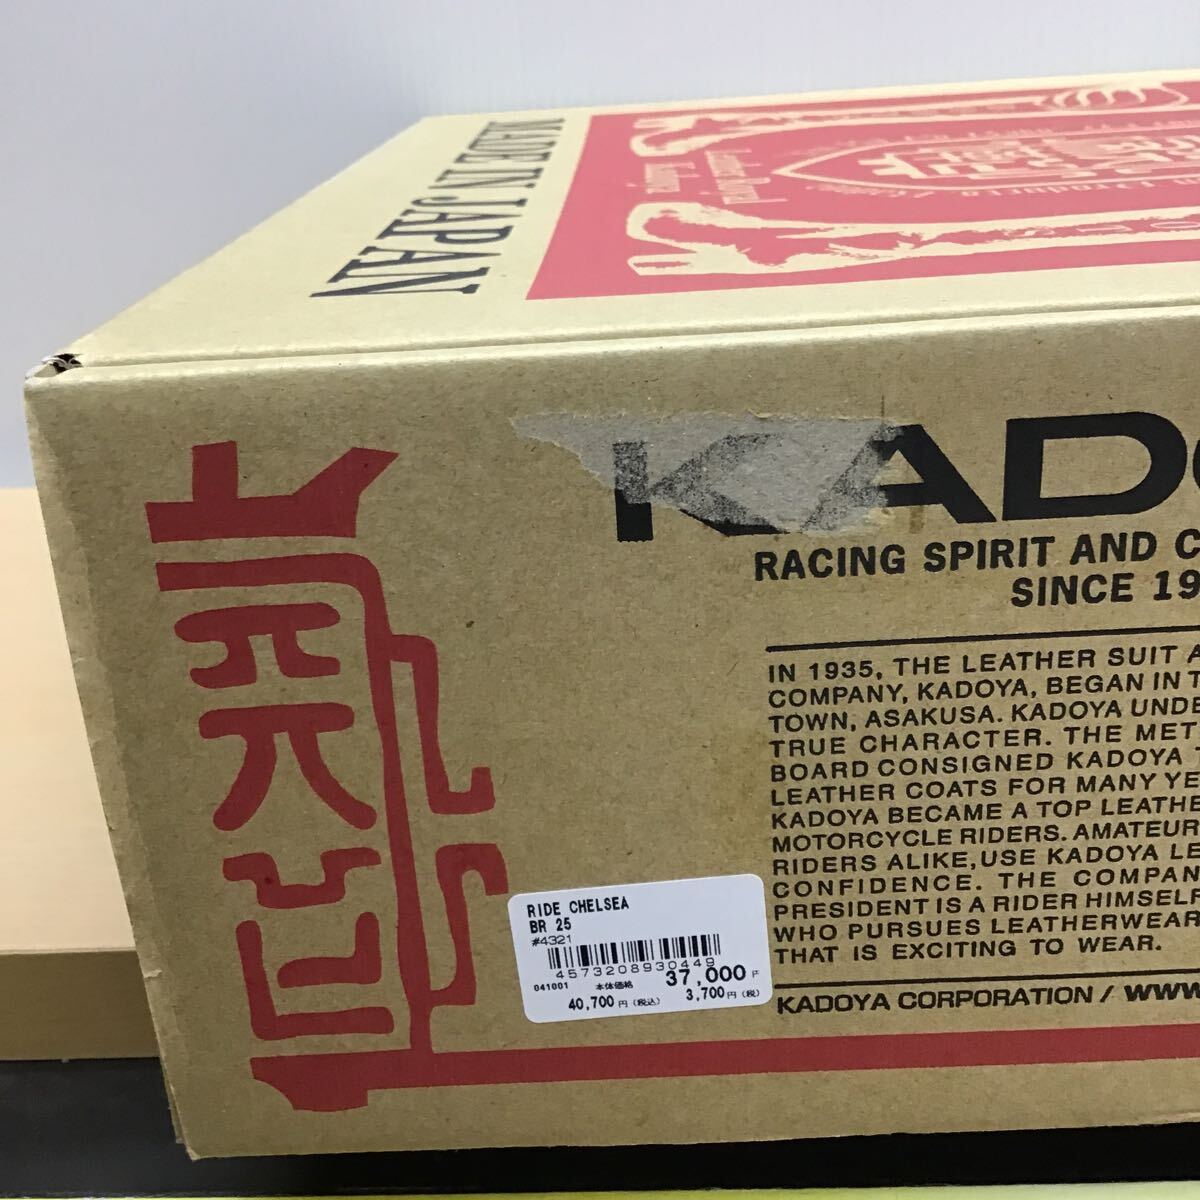 MADE IN JAPAN
KADO
RACING SPIRIT AND C
SINCE 19
IN 1935, THE LEATHER SUIT A
COMPANY, KADOYA, BEGAN IN T
TOWN, ASAKUSA. KADOYA UNDE
TRUE CHARACTER. THE MET
BOARD CONSIGNED KADOYA
LEATHER COATS FOR MANY YE
KADOYA BECAME A TOP LEATHE
MOTORCYCLE RIDERS. AMATEUR
RIDERS ALIKE, USE KADOYA LE
CONFIDENCE. THE COMPAN
PRESIDENT IS A RIDER HIMSELF
WHO PURSUES LEATHERWEAR
THAT IS EXCITING TO WEAR.
KADOYA CORPORATION / WWW
RIDE CHELSEA
BR 25
#4321
4573208930449
041001 本体価格 37,000円
40,700円(税込) 3,700円(税)